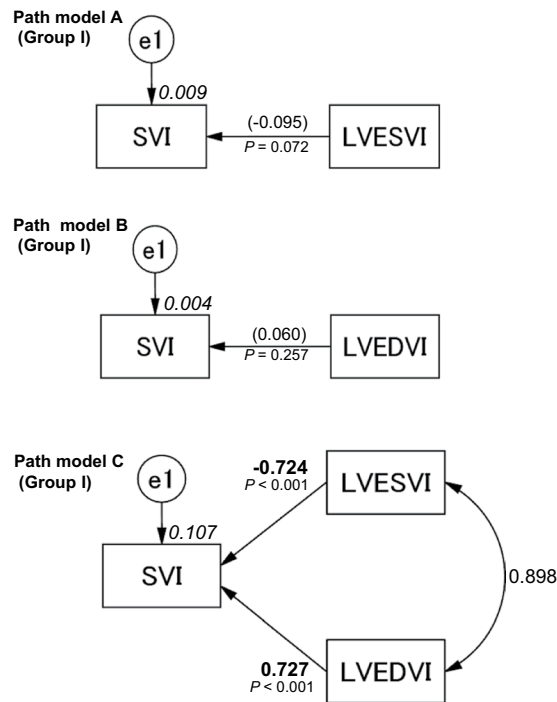 Path model A
(Group I)
e1
0.009
SVI
(-0.095)
P = 0.072
LVESVI
Path model B
(Group I)
e1
0.004
SVI
(0.060)
P = 0.257
LVEDVI
Path model C
(Group I)
e1
0.107
SVI
-0.724
P < 0.001
LVESVI
0.898
0.727
P < 0.001
LVEDVI